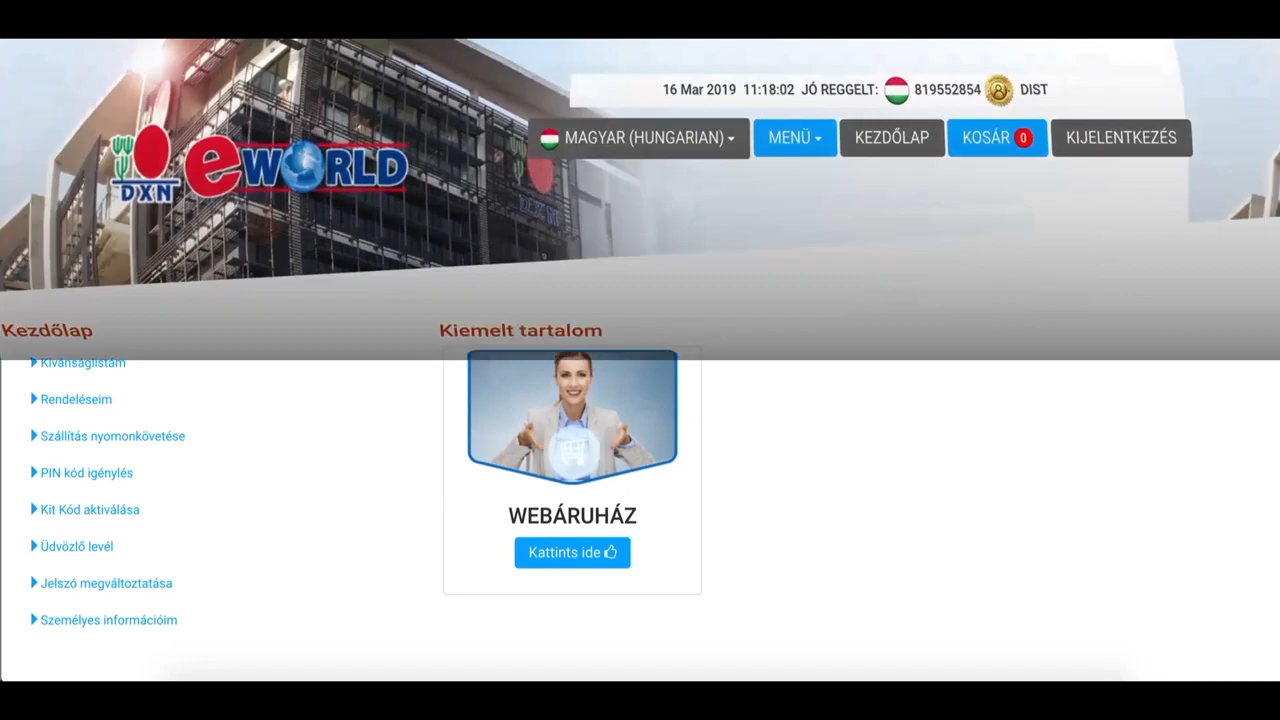 16 Mar 2019 11:18:02 JÓ REGGELT: 819552854 DIST
MAGYAR (HUNGARIAN)
MENÜ
KEZDŐLAP
KOSÁR 0
KIJELENTKEZÉS
DXN
eWORLD
Kezdőlap
Kiemelt tartalom
Kívánságlistám
Rendeléseim
Szállítás nyomonkövetése
PIN kód igénylés
Kit Kód aktiválása
Üdvözlő levél
Jelszó megváltoztatása
Személyes információim
WEBÁRUHÁZ
Kattints ide